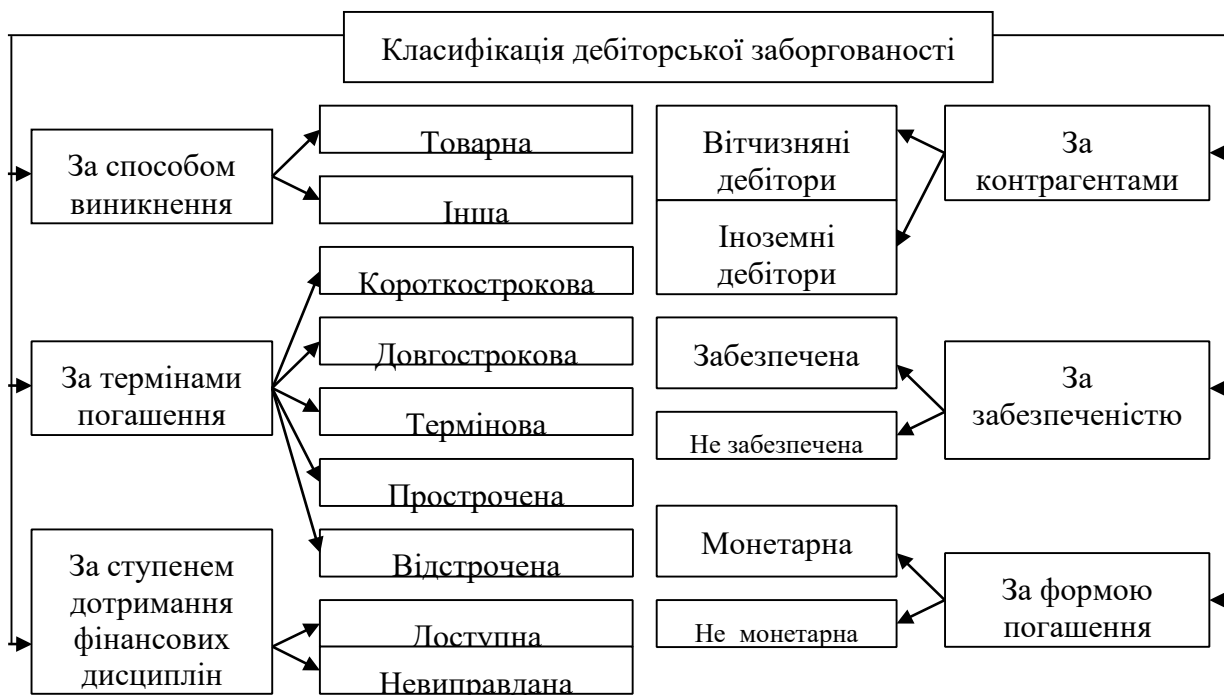 Класифікація дебіторської заборгованості
За способом
виникнення
Товарна
Інша
За термінами
погашення
Короткострокова
Довгострокова
Термінова
Прострочена
Відстрочена
За ступенем
дотримання
фінансових
дисциплін
Доступна
Невиправдана
Вітчизняні
дебітори
Іноземні
дебітори
За
контрагентами
Забезпечена
Не забезпечена
За
забезпеченістю
Монетарна
Не монетарна
За формою
погашення